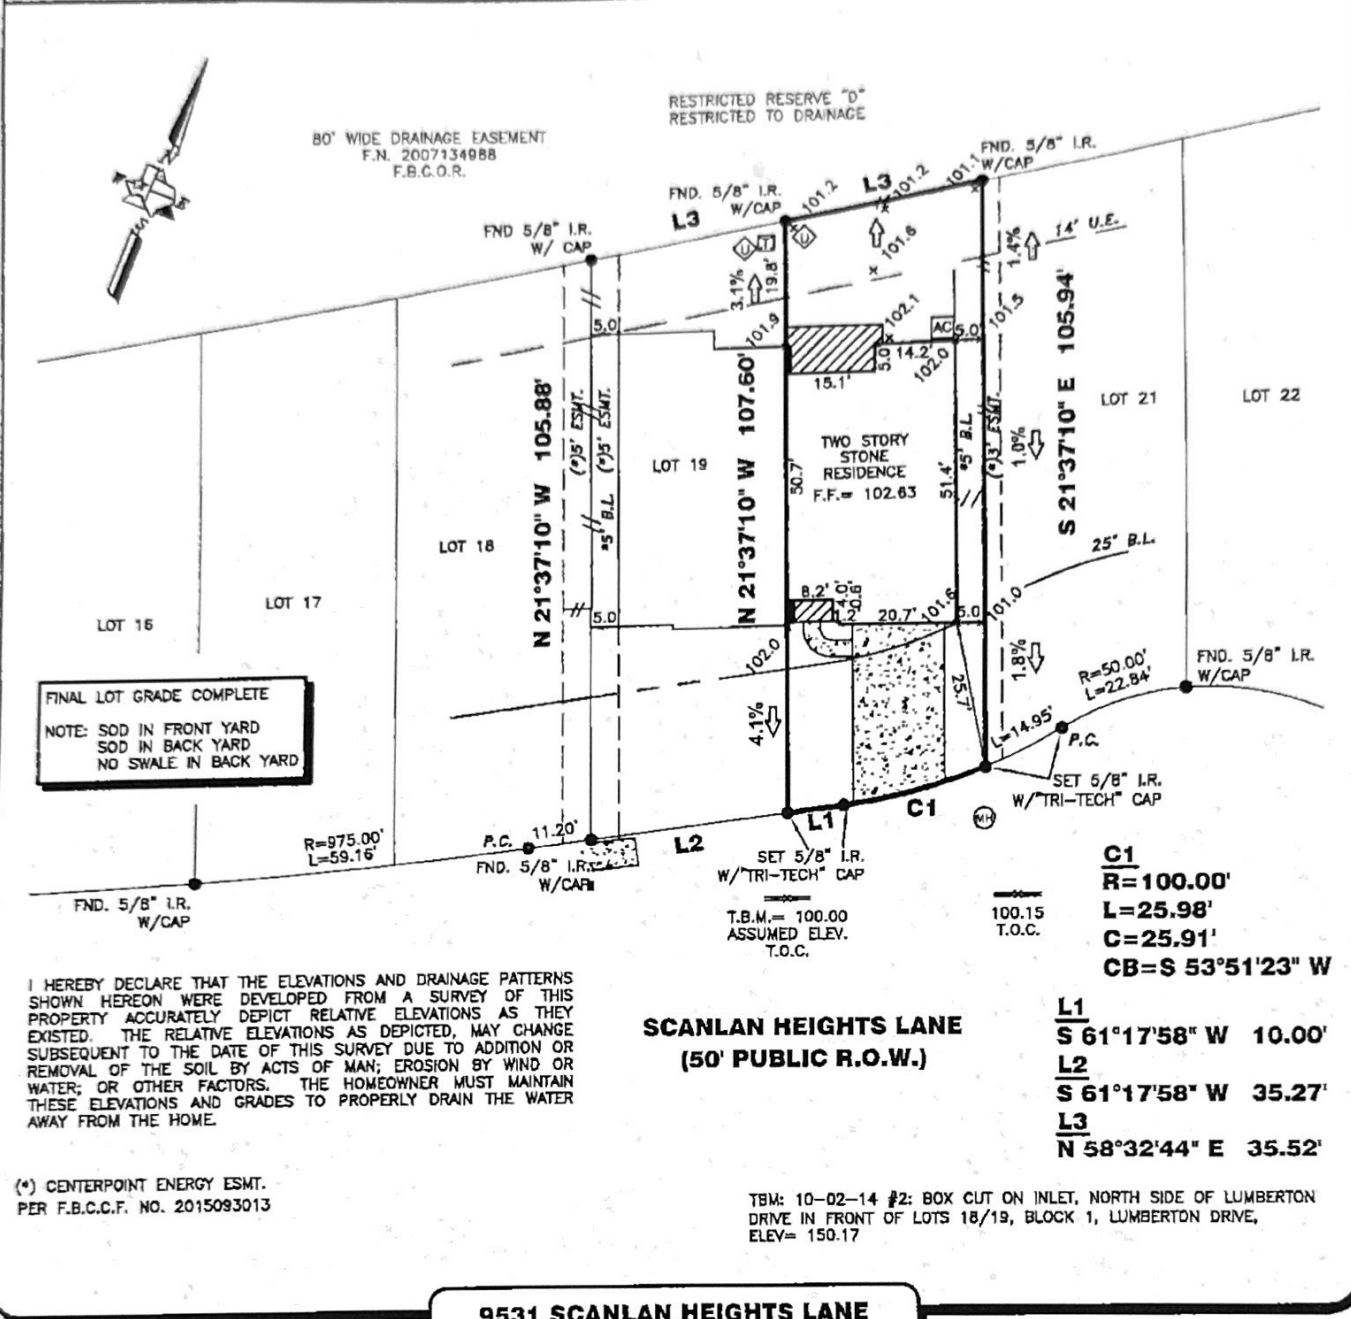 RESTRICTED RESERVE "D"
RESTRICTED TO DRAINAGE
80' WIDE DRAINAGE EASEMENT
F.N. 2007134988
F.B.C.O.R.
FND. 5/8" I.R.
W/CAP
FND. 5/8" I.R.
W/CAP
FND 5/8" I.R.
W/ CAP
L3
L3
101.2
101.2
101.1
U
T
U
3.1%
19.8'
101.6
1.4%
14' U.E.
101.9
102.1
AC
5.0'
101.5
5.0
5.0
14.2'
102.0
15.1'
N 21°37'10" W 105.88'
(*)5' ESMT.
(*)5' ESMT.
*5' B.L.
N 21°37'10" W 107.60'
S 21°37'10" E 105.94'
LOT 16
LOT 17
LOT 18
LOT 19
LOT 21
LOT 22
TWO STORY
STONE
RESIDENCE
F.F.= 102.63
50.7'
51.4'
*5' B.L.
(*)3' ESMT.
1.0%
25' B.L.
8.2'
4.0'
0.6'
.2'
20.7'
101.6
5.0
101.0
5.0
102.0
4.1%
25.7'
1.8%
L=14.95'
R=50.00'
L=22.84'
FND. 5/8" I.R.
W/CAP
P.C.
SET 5/8" I.R.
W/"TRI-TECH" CAP
FINAL LOT GRADE COMPLETE
NOTE: SOD IN FRONT YARD
SOD IN BACK YARD
NO SWALE IN BACK YARD
R=975.00'
L=59.16'
P.C.
11.20'
FND. 5/8" I.R.
W/CAP
L2
L1
C1
MH
FND. 5/8" I.R.
W/CAP
SET 5/8" I.R.
W/"TRI-TECH" CAP
T.B.M.= 100.00
ASSUMED ELEV.
T.O.C.
100.15
T.O.C.
C1
R=100.00'
L=25.98'
C=25.91'
CB=S 53°51'23" W
L1
S 61°17'58" W 10.00'
L2
S 61°17'58" W 35.27'
L3
N 58°32'44" E 35.52'
I HEREBY DECLARE THAT THE ELEVATIONS AND DRAINAGE PATTERNS
SHOWN HEREON WERE DEVELOPED FROM A SURVEY OF THIS
PROPERTY ACCURATELY DEPICT RELATIVE ELEVATIONS AS THEY
EXISTED. THE RELATIVE ELEVATIONS AS DEPICTED, MAY CHANGE
SUBSEQUENT TO THE DATE OF THIS SURVEY DUE TO ADDITION OR
REMOVAL OF THE SOIL BY ACTS OF MAN; EROSION BY WIND OR
WATER; OR OTHER FACTORS. THE HOMEOWNER MUST MAINTAIN
THESE ELEVATIONS AND GRADES TO PROPERLY DRAIN THE WATER
AWAY FROM THE HOME.
SCANLAN HEIGHTS LANE
(50' PUBLIC R.O.W.)
(*) CENTERPOINT ENERGY ESMT.
PER F.B.C.C.F. NO. 2015093013
TBM: 10-02-14 #2: BOX CUT ON INLET, NORTH SIDE OF LUMBERTON
DRIVE IN FRONT OF LOTS 18/19, BLOCK 1, LUMBERTON DRIVE,
ELEV= 150.17
9531 SCANLAN HEIGHTS LANE